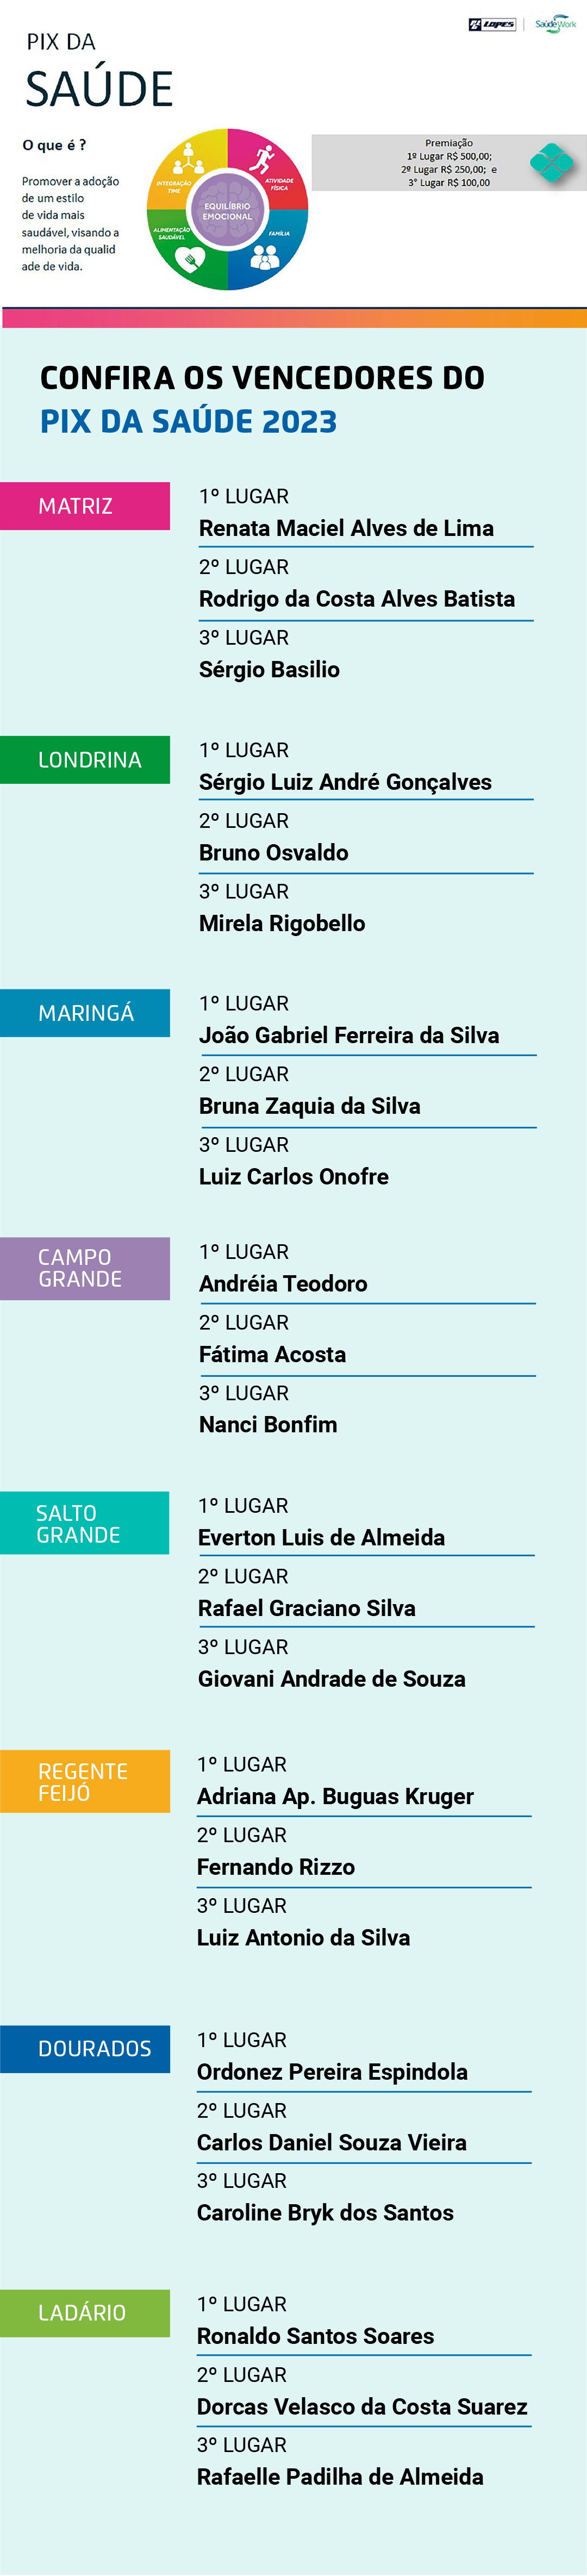 LOPES
SaúdeWork
PIX DA
SAÚDE
O que é ?
Promover a adoção
de um estilo
de vida mais
saudável, visando a
melhoria da qualid
ade de vida.
INTEGRAÇÃO
TIME
ATIVIDADE
FÍSICA
EQUILÍBRIO
EMOCIONAL
ALIMENTAÇÃO
SAUDÁVEL
FAMÍLIA
Premiação
1º Lugar R$ 500,00;
2º Lugar R$ 250,00; e
3° Lugar R$ 100,00
CONFIRA OS VENCEDORES DO
PIX DA SAÚDE 2023
MATRIZ
1º LUGAR
Renata Maciel Alves de Lima
2º LUGAR
Rodrigo da Costa Alves Batista
3º LUGAR
Sérgio Basilio
LONDRINA
1º LUGAR
Sérgio Luiz André Gonçalves
2º LUGAR
Bruno Osvaldo
3º LUGAR
Mirela Rigobello
MARINGÁ
1º LUGAR
João Gabriel Ferreira da Silva
2º LUGAR
Bruna Zaquia da Silva
3º LUGAR
Luiz Carlos Onofre
CAMPO
GRANDE
1º LUGAR
Andréia Teodoro
2º LUGAR
Fátima Acosta
3º LUGAR
Nanci Bonfim
SALTO
GRANDE
1º LUGAR
Everton Luis de Almeida
2º LUGAR
Rafael Graciano Silva
3º LUGAR
Giovani Andrade de Souza
REGENTE
FEIJÓ
1º LUGAR
Adriana Ap. Buguas Kruger
2º LUGAR
Fernando Rizzo
3º LUGAR
Luiz Antonio da Silva
DOURADOS
1º LUGAR
Ordonez Pereira Espindola
2º LUGAR
Carlos Daniel Souza Vieira
3º LUGAR
Caroline Bryk dos Santos
LADÁRIO
1º LUGAR
Ronaldo Santos Soares
2º LUGAR
Dorcas Velasco da Costa Suarez
3º LUGAR
Rafaelle Padilha de Almeida